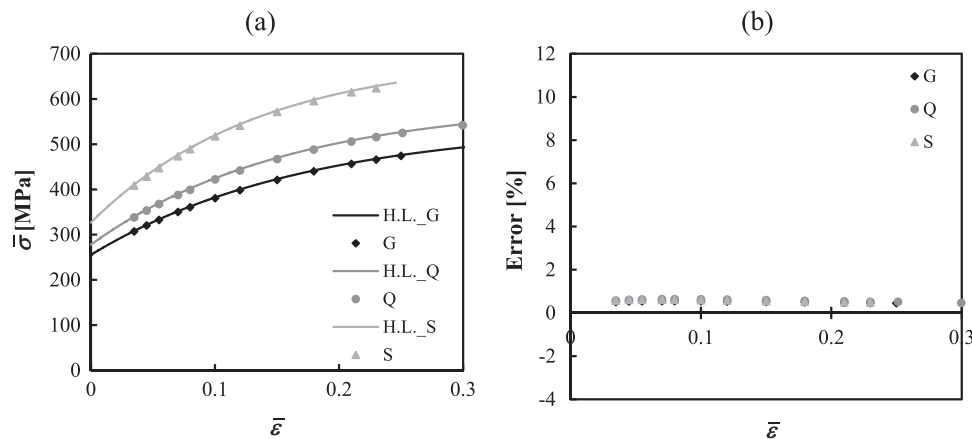 (a)
700
600
500
400
300
200
100
0
0 0.1 0.2 0.3
σ̅ [MPa]
ε̅
H.L._G
G
H.L._Q
Q
H.L._S
S
(b)
12
10
8
6
4
2
0
-2
-4
0 0.1 0.2 0.3
Error [%]
ε̅
G
Q
S